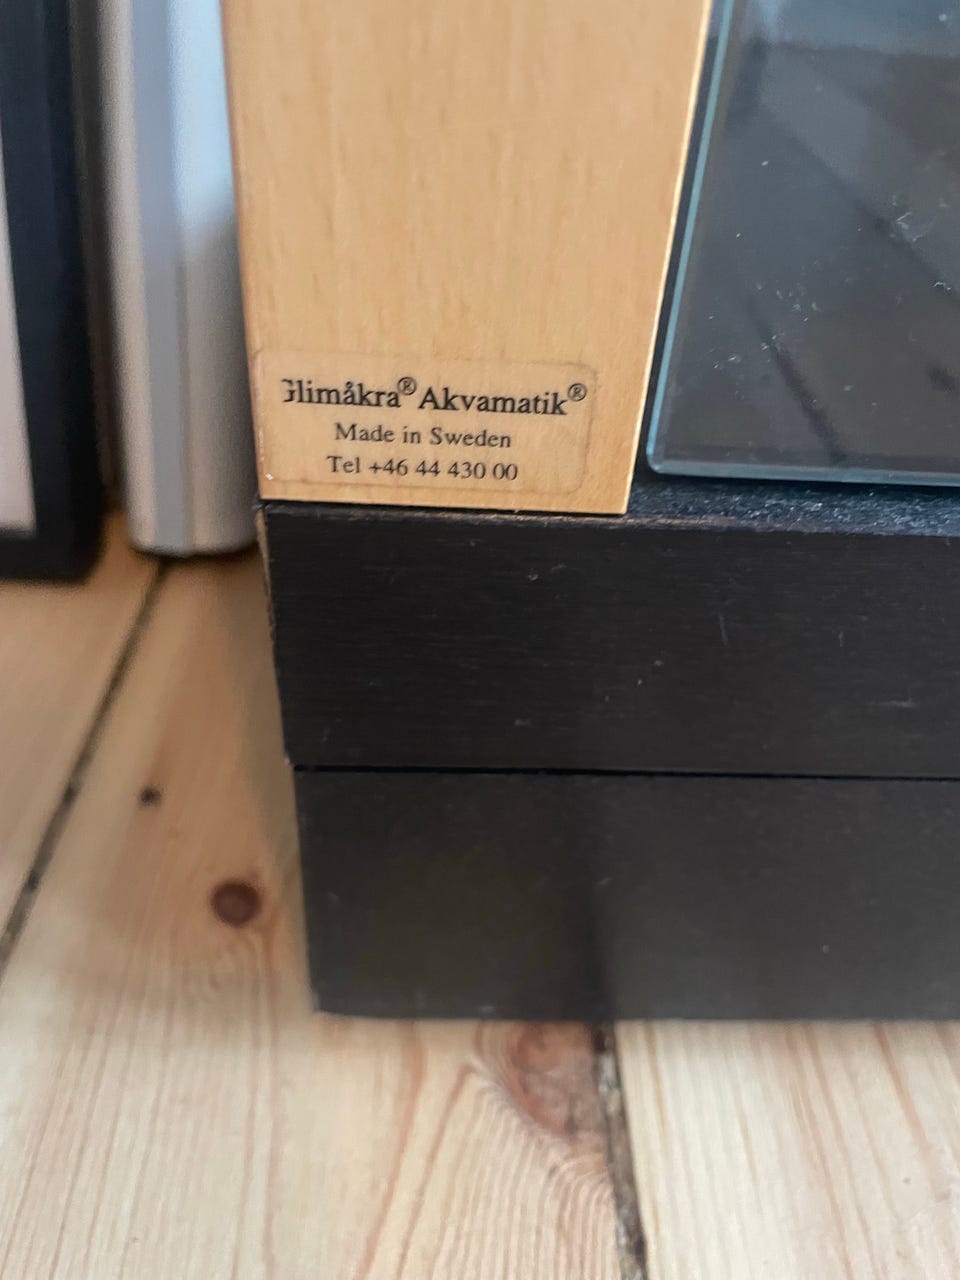 Glimåkra® Akvamatik®
Made in Sweden
Tel +46 44 430 00